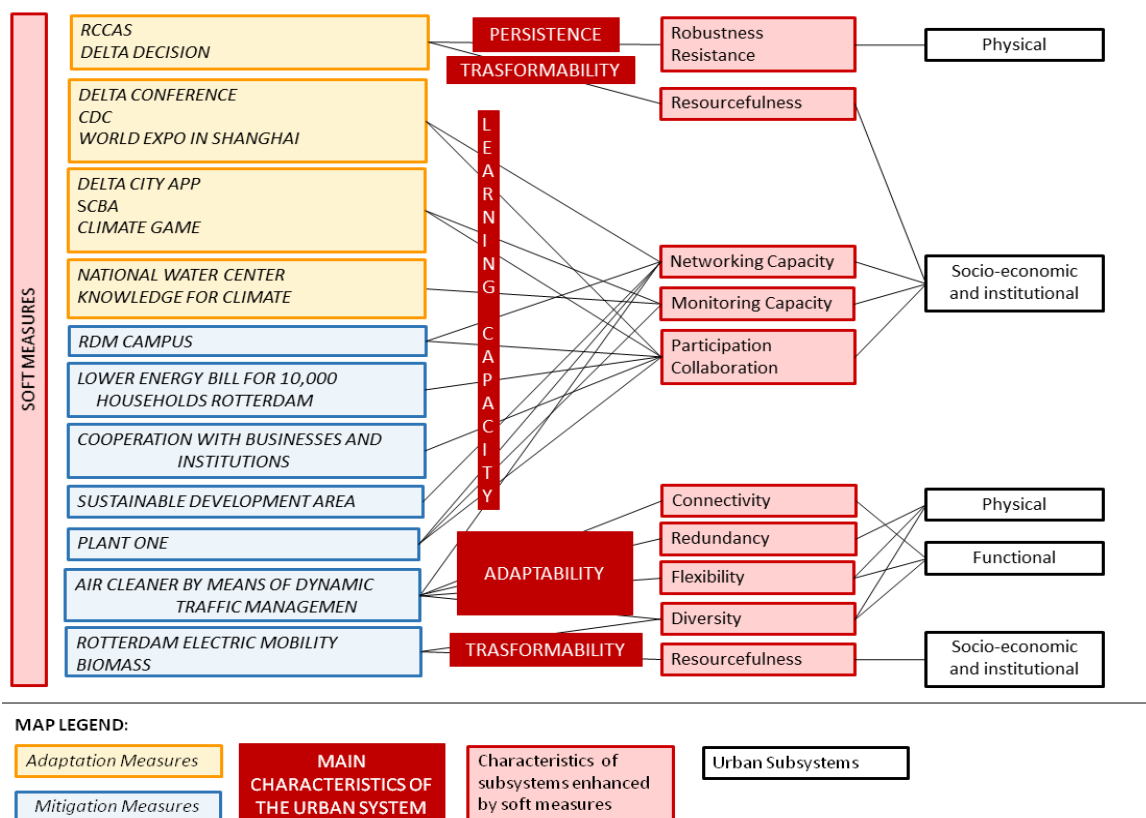 SOFT MEASURES
RCCAS
DELTA DECISION
DELTA CONFERENCE
CDC
WORLD EXPO IN SHANGHAI
DELTA CITY APP
SCBA
CLIMATE GAME
NATIONAL WATER CENTER
KNOWLEDGE FOR CLIMATE
RDM CAMPUS
LOWER ENERGY BILL FOR 10,000
HOUSEHOLDS ROTTERDAM
COOPERATION WITH BUSINESSES AND
INSTITUTIONS
SUSTAINABLE DEVELOPMENT AREA
PLANT ONE
AIR CLEANER BY MEANS OF DYNAMIC
TRAFFIC MANAGEMEN
ROTTERDAM ELECTRIC MOBILITY
BIOMASS
PERSISTENCE
TRASFORMABILITY
LEARNING CAPACITY
ADAPTABILITY
TRASFORMABILITY
Robustness
Resistance
Resourcefulness
Networking Capacity
Monitoring Capacity
Participation
Collaboration
Connectivity
Redundancy
Flexibility
Diversity
Resourcefulness
Physical
Socio-economic
and institutional
Physical
Functional
Socio-economic
and institutional
MAP LEGEND:
Adaptation Measures
Mitigation Measures
MAIN
CHARACTERISTICS OF
THE URBAN SYSTEM
Characteristics of
subsystems enhanced
by soft measures
Urban Subsystems